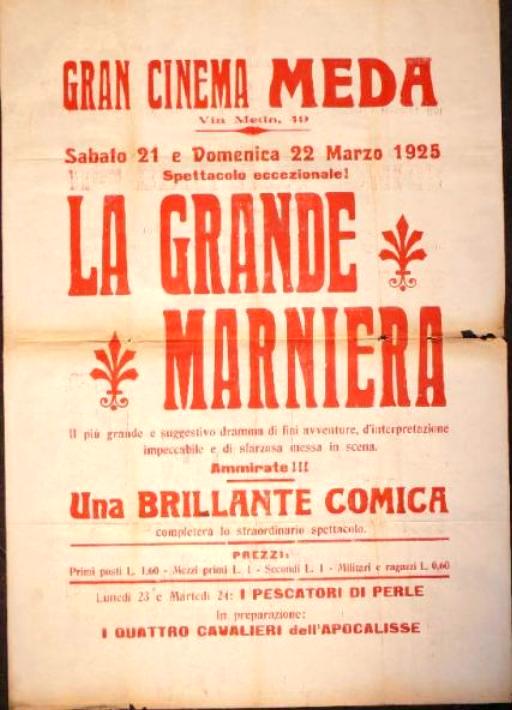 GRAN CINEMA MEDA
Via Meda, 40
Sabato 21 e Domenica 22 Marzo 1925
Spettacolo eccezionale!
LA GRANDE
MARNIERA
Il più grande e suggestivo dramma di fini avventure, d'interpretazione
impeccabile e di sfarzosa messa in scena.
Ammirate!!!
Una BRILLANTE COMICA
completerà lo straordinario spettacolo.
PREZZI:
Primi posti L. 1,60 - Mezzi primi L. 1 - Secondi L. 1 - Militari e ragazzi L. 0,60
Lunedì 23 e Martedì 24: I PESCATORI DI PERLE
In preparazione:
I QUATTRO CAVALIERI dell'APOCALISSE